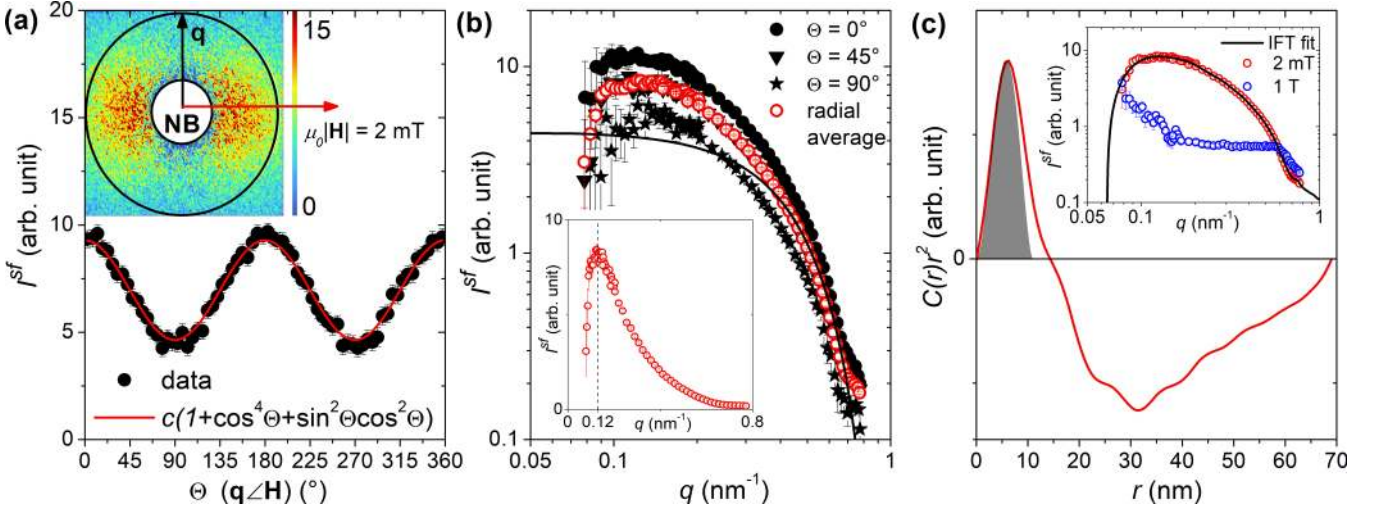 (a)
20
15
10
5
0
I^sf (arb. unit)
q
NB
15
0
μ₀|H| = 2 mT
data
c(1+cos⁴Θ+sin²Θcos²Θ)
0 45 90 135 180 225 270 315 360
Θ (q∠H) (°)
(b)
10
1
0.1
I^sf (arb. unit)
Θ = 0°
Θ = 45°
Θ = 90°
radial
average
10
0
I^sf (arb. unit)
0 0.12 0.8
q (nm⁻¹)
0.05 0.1 1
q (nm⁻¹)
(c)
C(r)r² (arb. unit)
0
10
1
0.1
I^sf (arb. unit)
IFT fit
2 mT
1 T
0.05 0.1 1
q (nm⁻¹)
0 10 20 30 40 50 60 70
r (nm)